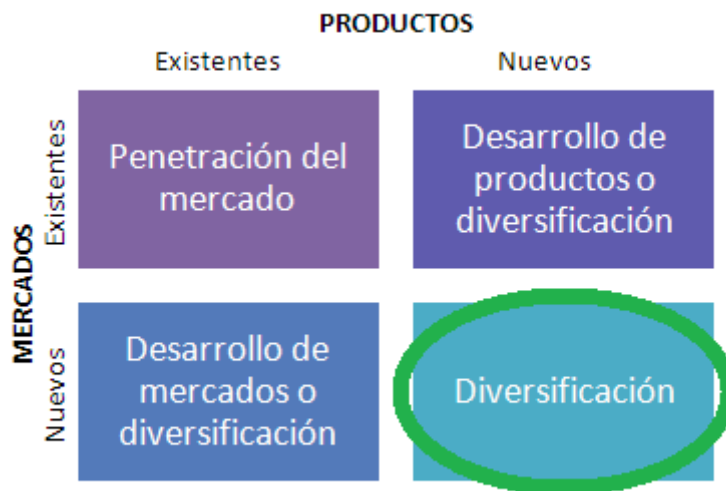 PRODUCTOS
Existentes
Nuevos
MERCADOS
Existentes
Penetración del
mercado
Desarrollo de
productos o
diversificación
Nuevos
Desarrollo de
mercados o
diversificación
Diversificación